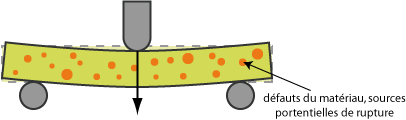 défauts du matériau, sources
portentielles de rupture